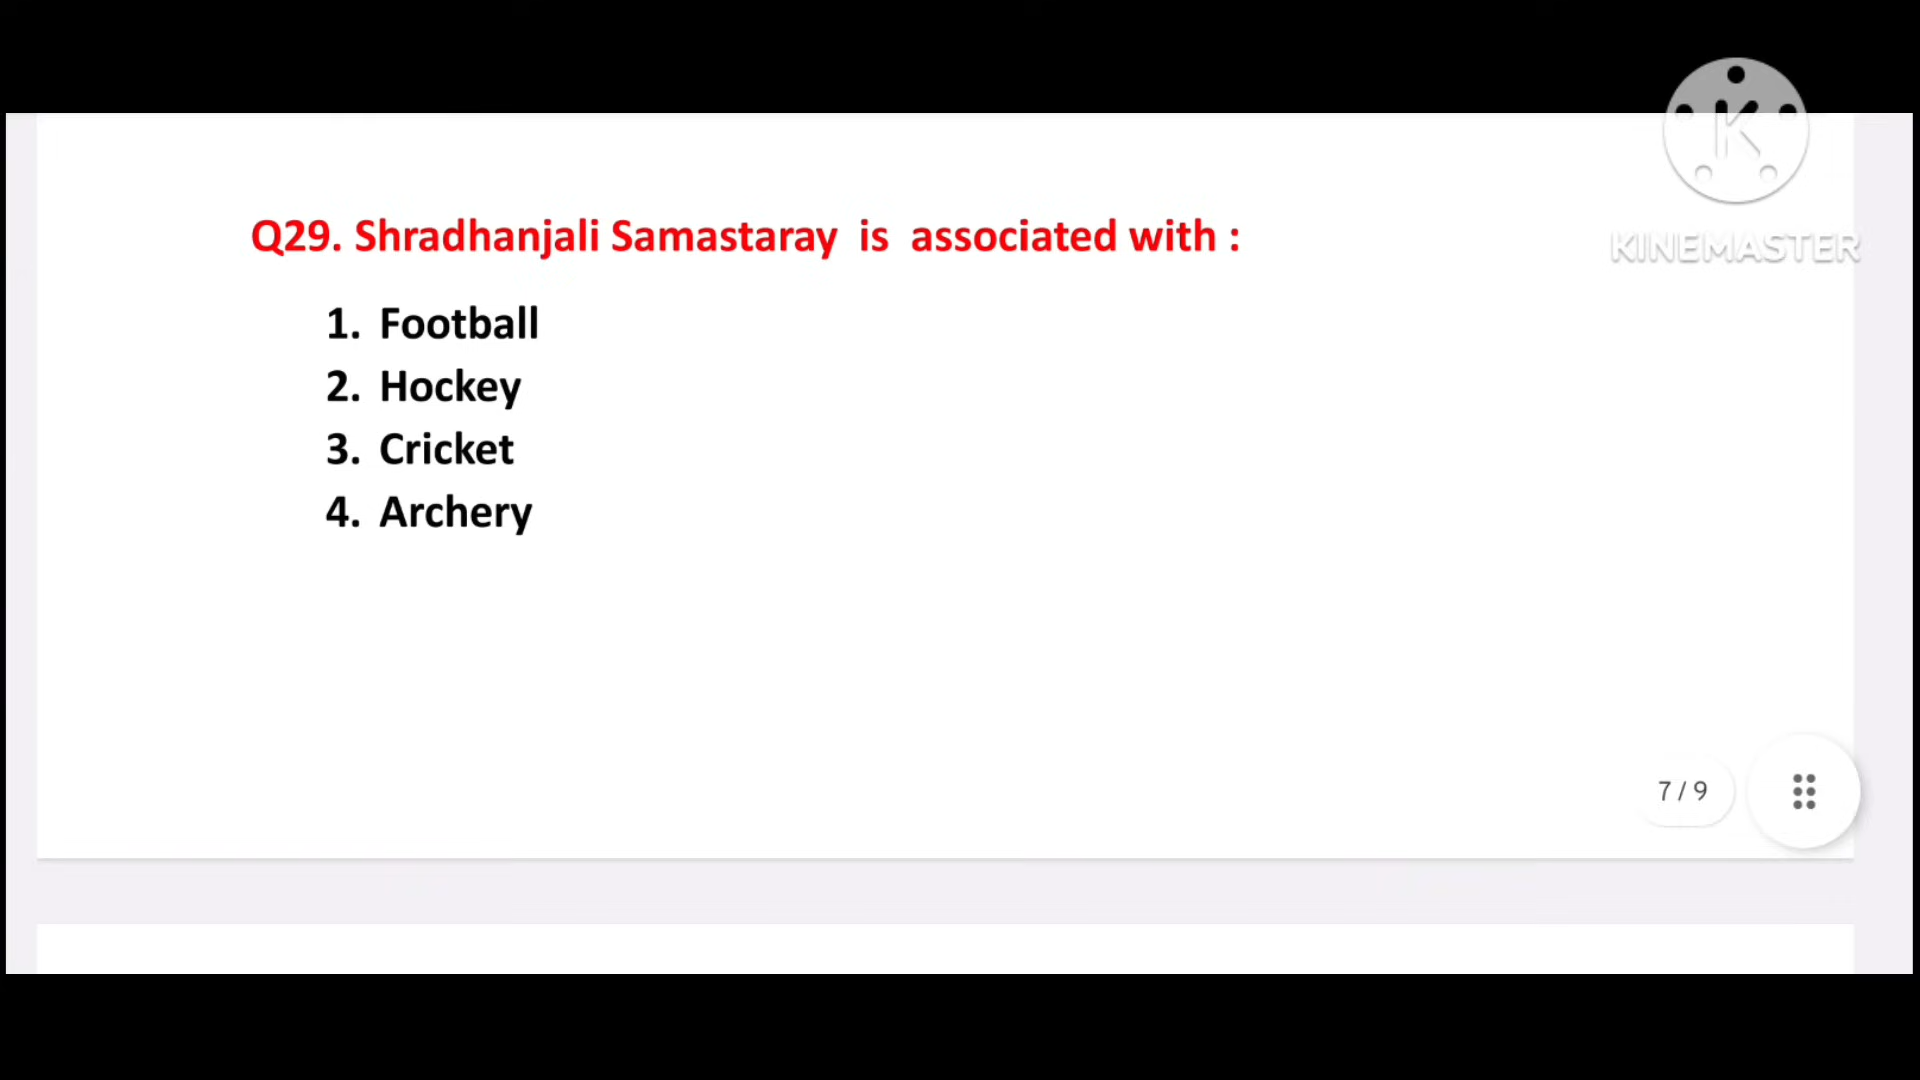 K
KINEMASTER
Q29. Shradhanjali Samastaray is associated with :
1. Football
2. Hockey
3. Cricket
4. Archery
7 / 9